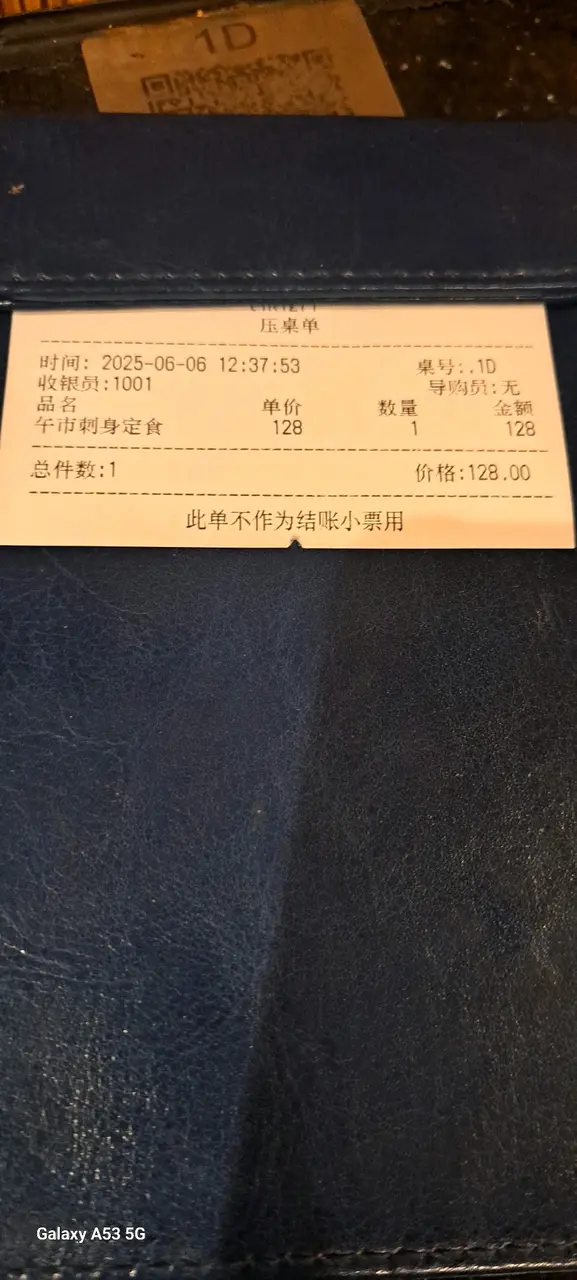 1D
压桌单
时间: 2025-06-06 12:37:53 桌号:.1D
收银员:1001 导购员:无
品名 单价 数量 金额
午市刺身定食 128 1 128
总件数:1 价格:128.00
此单不作为结账小票用
Galaxy A53 5G